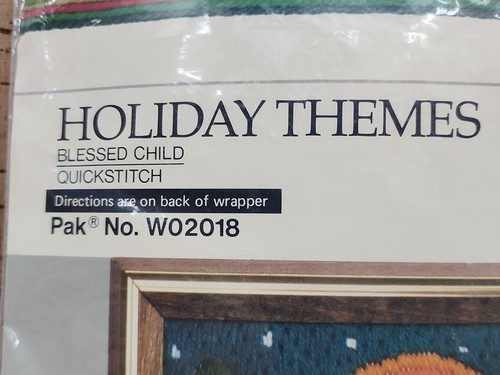 HOLIDAY THEMES
BLESSED CHILD
QUICKSTITCH
Directions are on back of wrapper
Pak® No. W02018